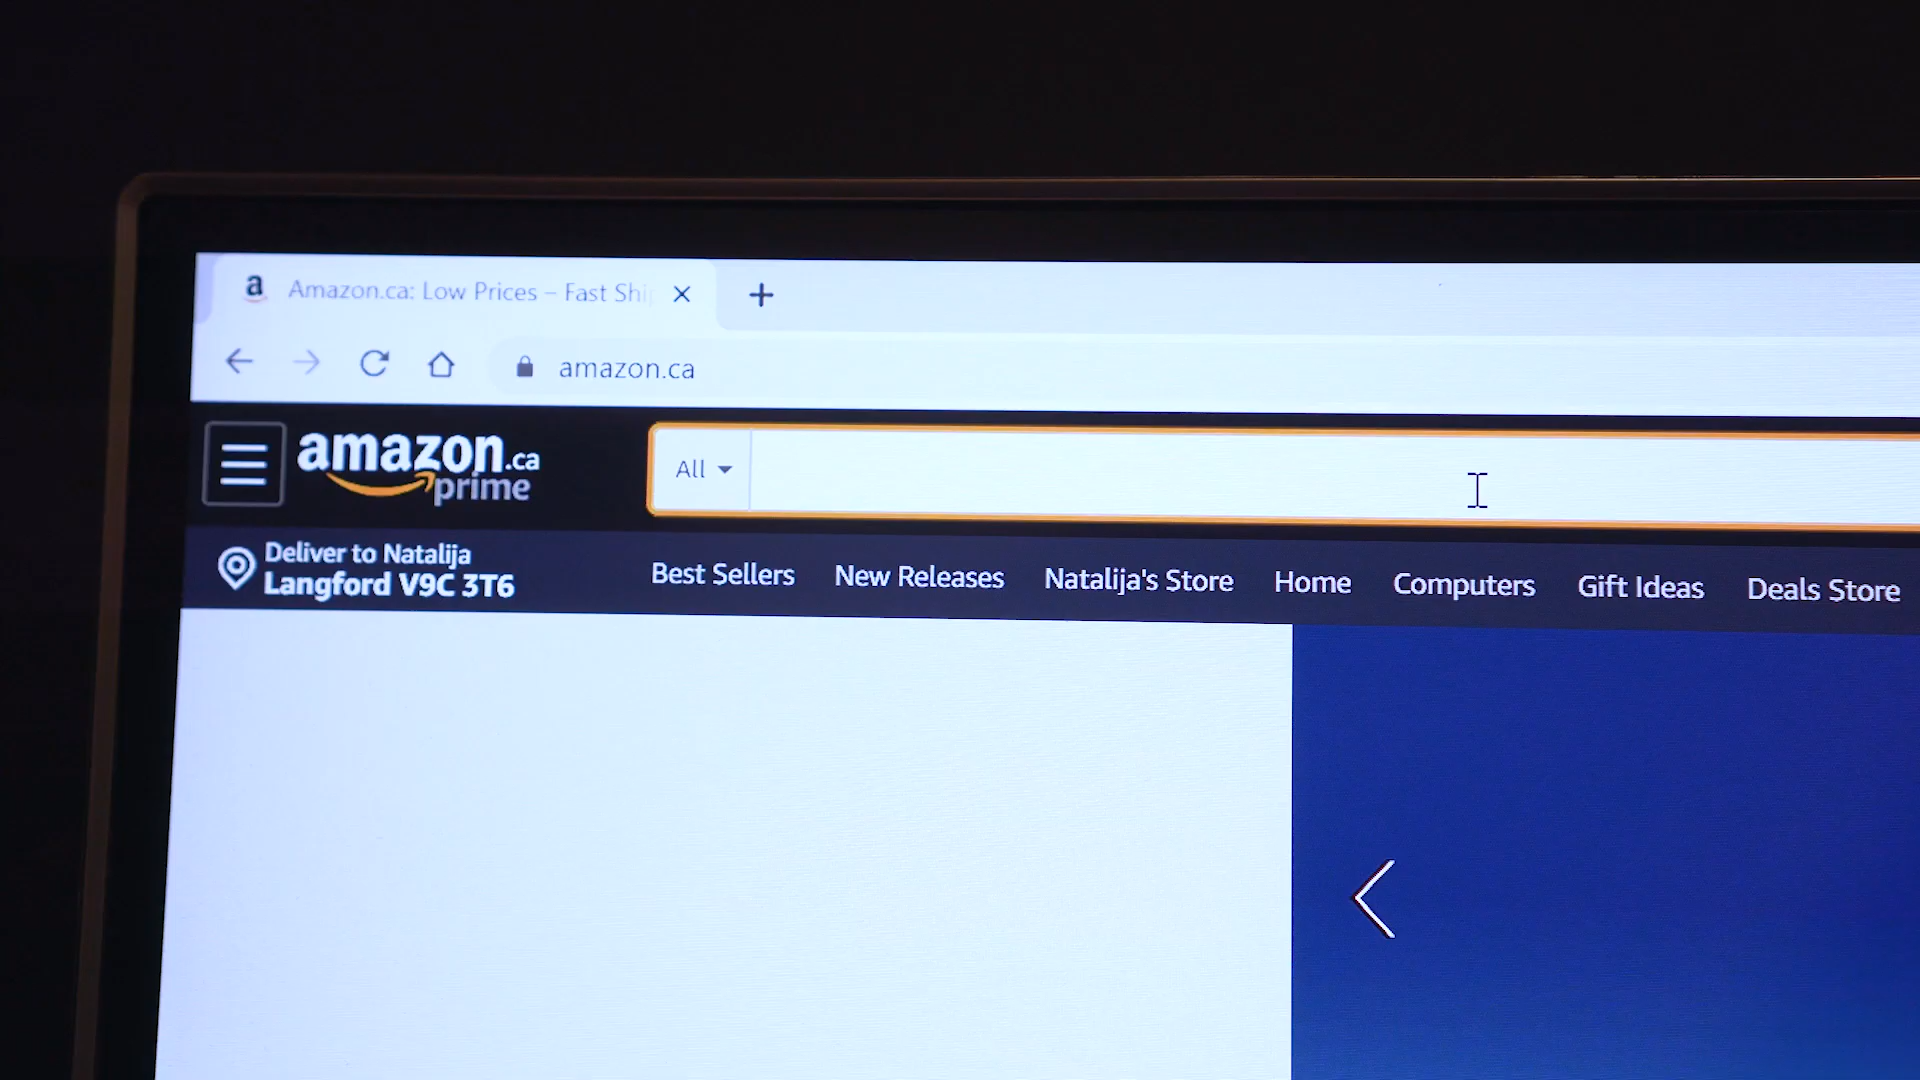 a Amazon.ca: Low Prices – Fast Shi
amazon.ca
amazon.ca
prime
All
Deliver to Natalija
Langford V9C 3T6
Best Sellers New Releases Natalija's Store Home Computers Gift Ideas Deals Store